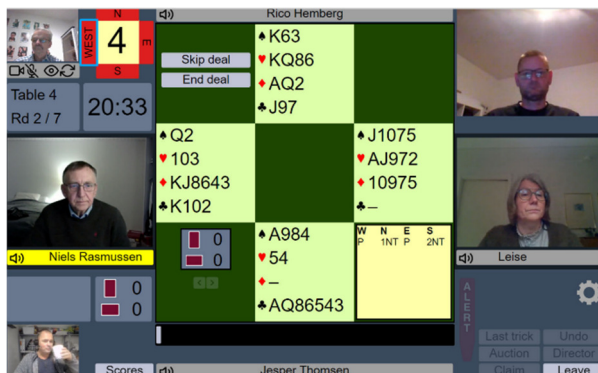 N
Rico Hemberg
WEST
4
E
S
Skip deal
End deal
♠K63
♥KQ86
♦AQ2
♣J97
Table 4
Rd 2 / 7
20:33
♠Q2
♥103
♦KJ8643
♣K102
♠J1075
♥AJ972
♦10975
♣–
0
0
♠A984
♥54
♦–
♣AQ86543
W N E S
P 1NT P 2NT
Niels Rasmussen
Leise
0
0
ALERT
Last trick
Undo
Auction
Director
Claim
Leave
Scores
Jesper Thomsen